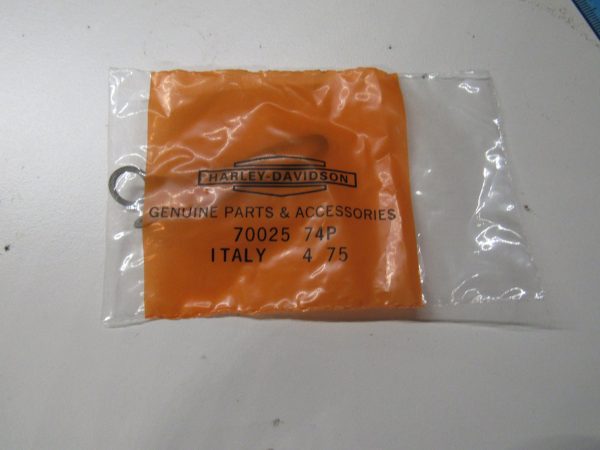 HARLEY-DAVIDSON
GENUINE PARTS & ACCESSORIES
70025 74P
ITALY 4 75